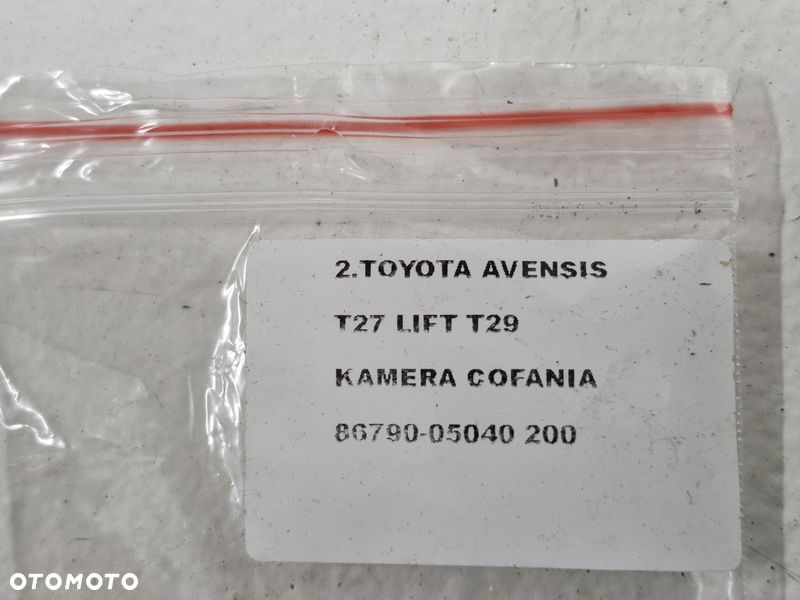 2.TOYOTA AVENSIS
T27 LIFT T29
KAMERA COFANIA
86790-05040 200
OTOMOTO